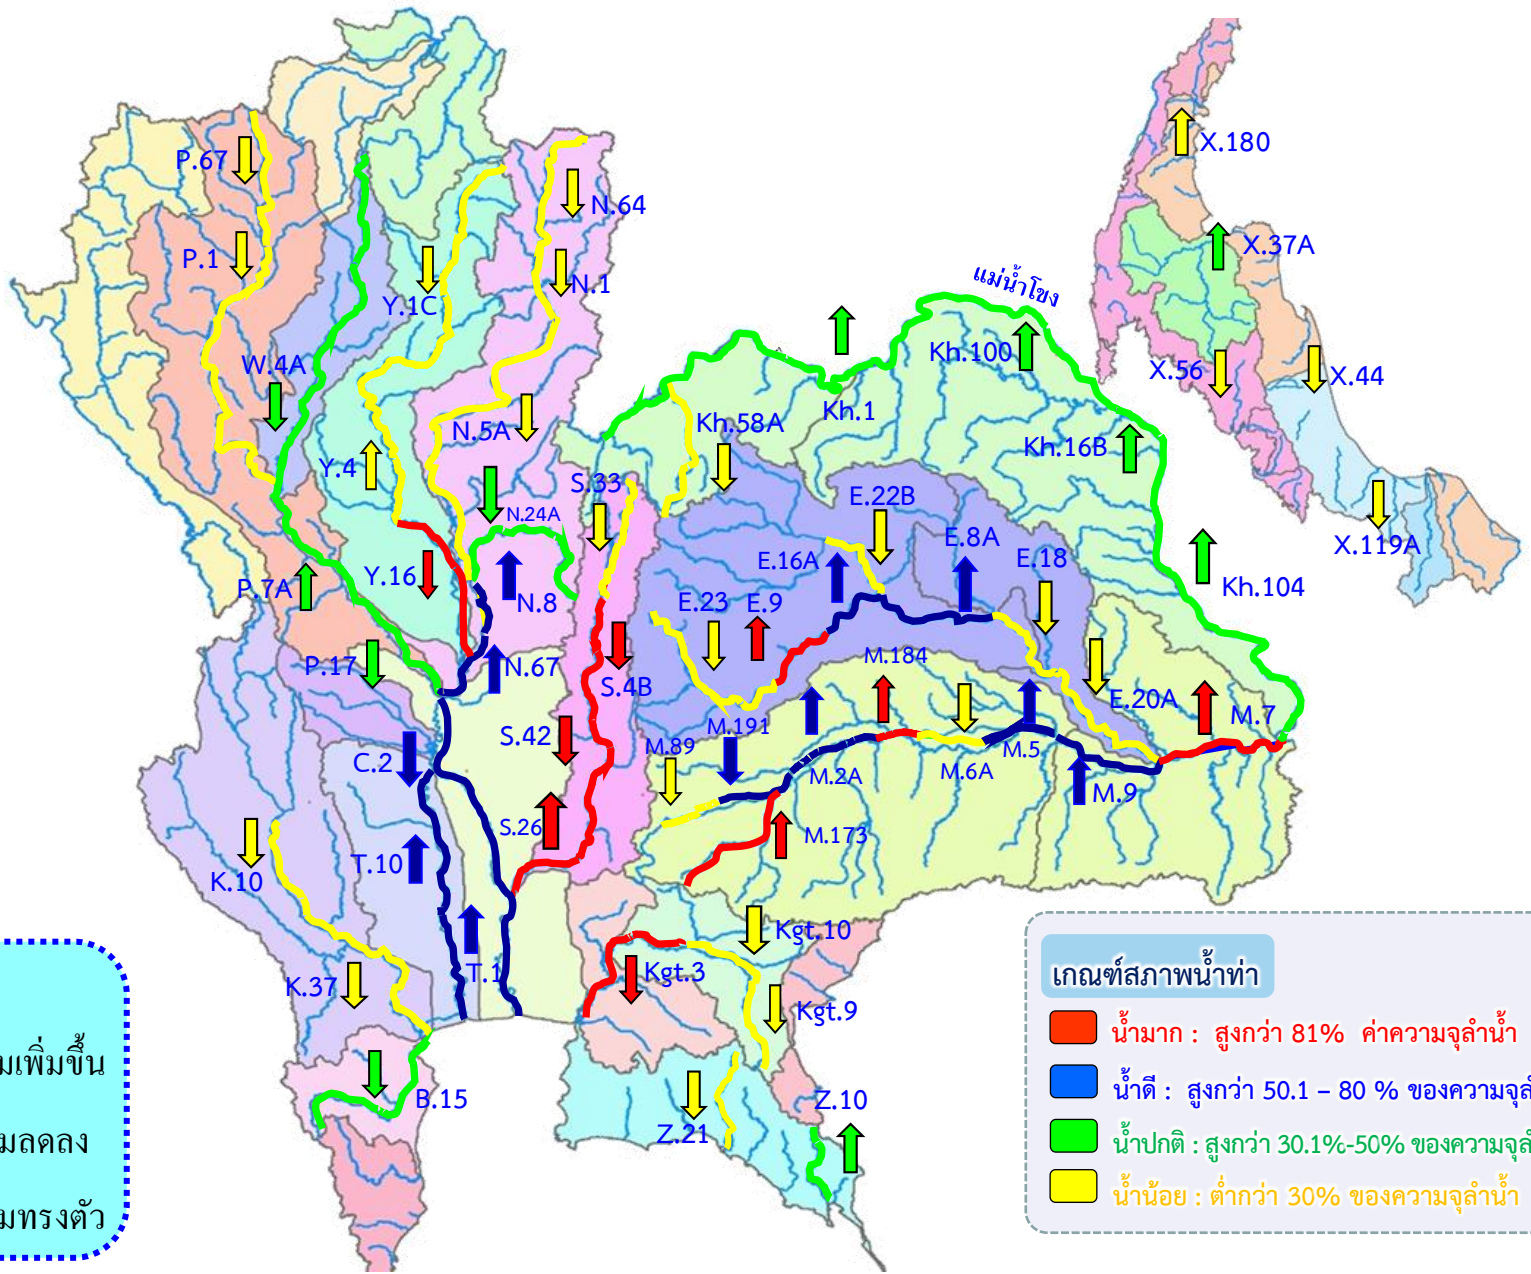 P.67
X.180
N.64
X.37A
P.1
N.1
แม่น้ำโขง
Y.1C
Kh.100
W.4A
X.56
X.44
Kh.1
N.5A
Kh.58A
Kh.16B
Y.4
S.33
E.22B
N.24A
E.8A
X.119A
E.16A
E.18
Y.16
P.7A
N.8
E.23
E.9
Kh.104
P.17
N.67
M.184
S.4B
E.20A
M.7
M.191
S.42
M.89
C.2
M.2A
M.6A
M.5
M.9
S.26
M.173
T.10
K.10
Kgt.10
T.1
Kgt.3
K.37
Kgt.9
B.15
Z.10
Z.21
มเพิ่มขึ้น
มลดลง
มทรงตัว
เกณฑ์สภาพน้ำท่า
น้ำมาก : สูงกว่า 81% ค่าความจุลำน้ำ
น้ำดี : สูงกว่า 50.1 – 80 % ของความจุลำ
น้ำปกติ : สูงกว่า 30.1%-50% ของความจุลำ
น้ำน้อย : ต่ำกว่า 30% ของความจุลำน้ำ